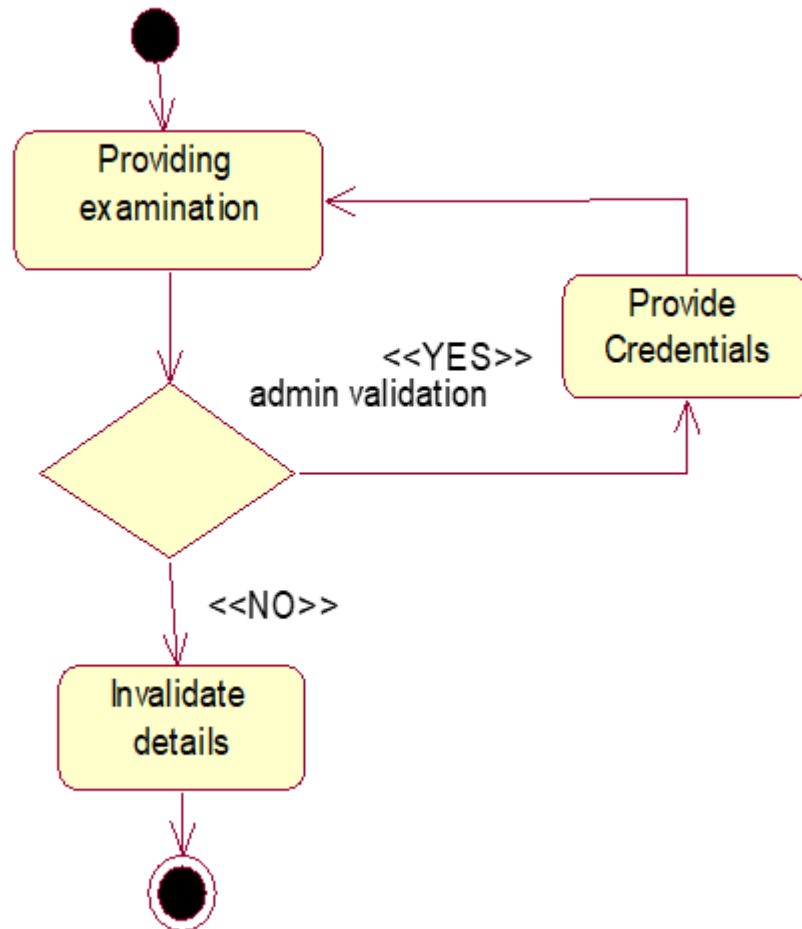 Providing
examination
Provide
Credentials
<<YES>>
admin validation
<<NO>>
Invalidate
details